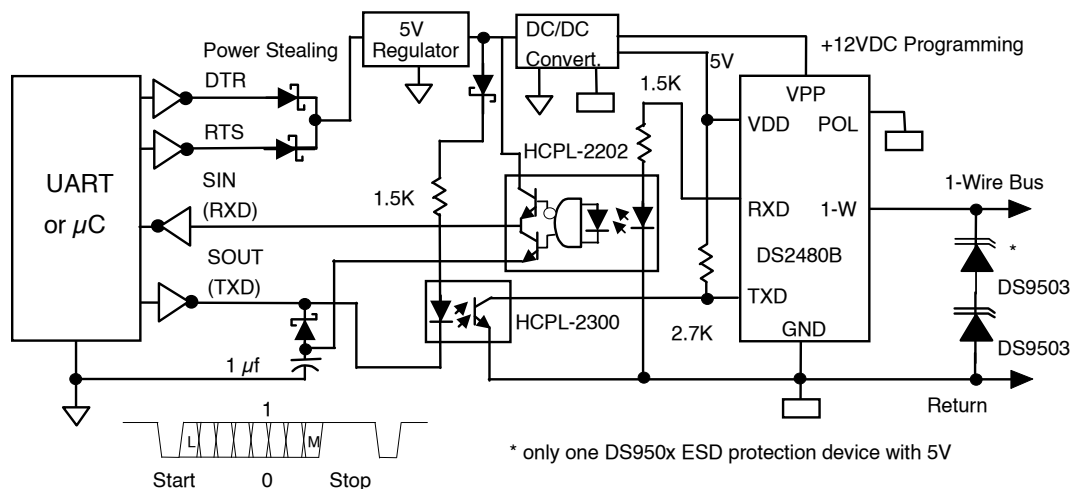 5V
Regulator
DC/DC
Convert.
+12VDC Programming
Power Stealing
DTR
5V
1.5K
VPP
VDD
POL
RTS
HCPL-2202
UART
or µC
SIN
(RXD)
1.5K
1-Wire Bus
RXD
1-W
*
SOUT
(TXD)
DS2480B
DS9503
TXD
HCPL-2300
2.7K
GND
DS9503
1 µf
Return
1
L
M
Start
0
Stop
* only one DS950x ESD protection device with 5V